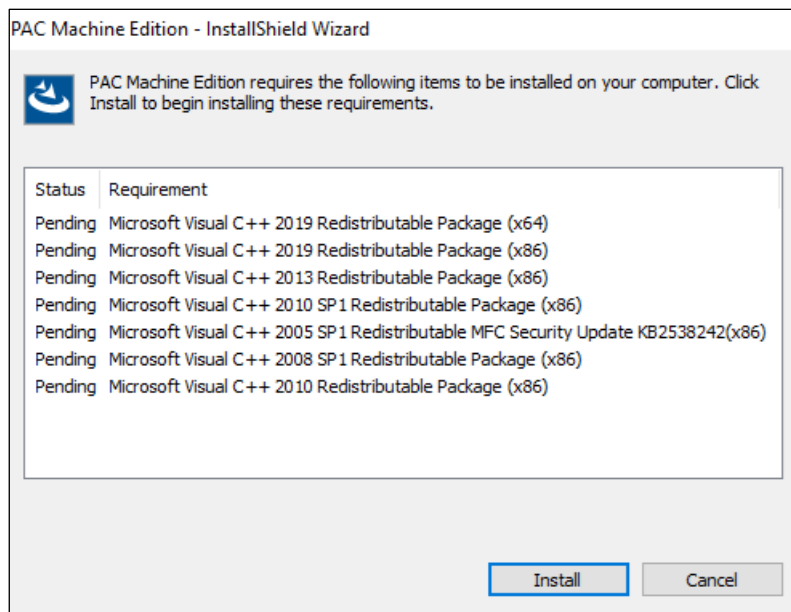 PAC Machine Edition - InstallShield Wizard
PAC Machine Edition requires the following items to be installed on your computer. Click
Install to begin installing these requirements.
Status Requirement
Pending Microsoft Visual C++ 2019 Redistributable Package (x64)
Pending Microsoft Visual C++ 2019 Redistributable Package (x86)
Pending Microsoft Visual C++ 2013 Redistributable Package (x86)
Pending Microsoft Visual C++ 2010 SP1 Redistributable Package (x86)
Pending Microsoft Visual C++ 2005 SP1 Redistributable MFC Security Update KB2538242(x86)
Pending Microsoft Visual C++ 2008 SP1 Redistributable Package (x86)
Pending Microsoft Visual C++ 2010 Redistributable Package (x86)
Install Cancel